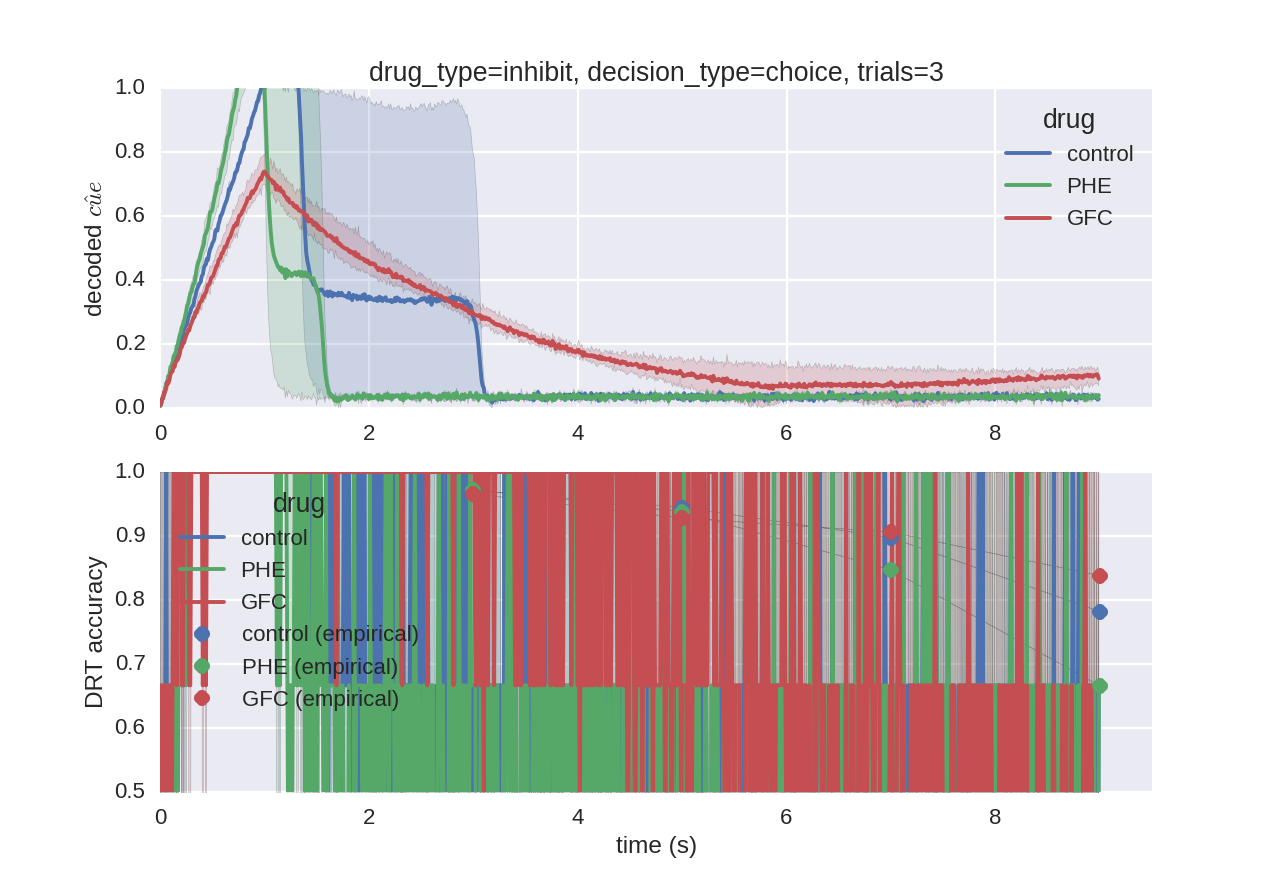 drug_type=inhibit, decision_type=choice, trials=3
1.0
0.8
0.6
0.4
0.2
0.0
decoded cûe
drug
control
PHE
GFC
0 2 4 6 8
1.0
0.9
0.8
0.7
0.6
0.5
DRT accuracy
drug
control
PHE
GFC
control (empirical)
PHE (empirical)
GFC (empirical)
0 2 4 6 8
time (s)